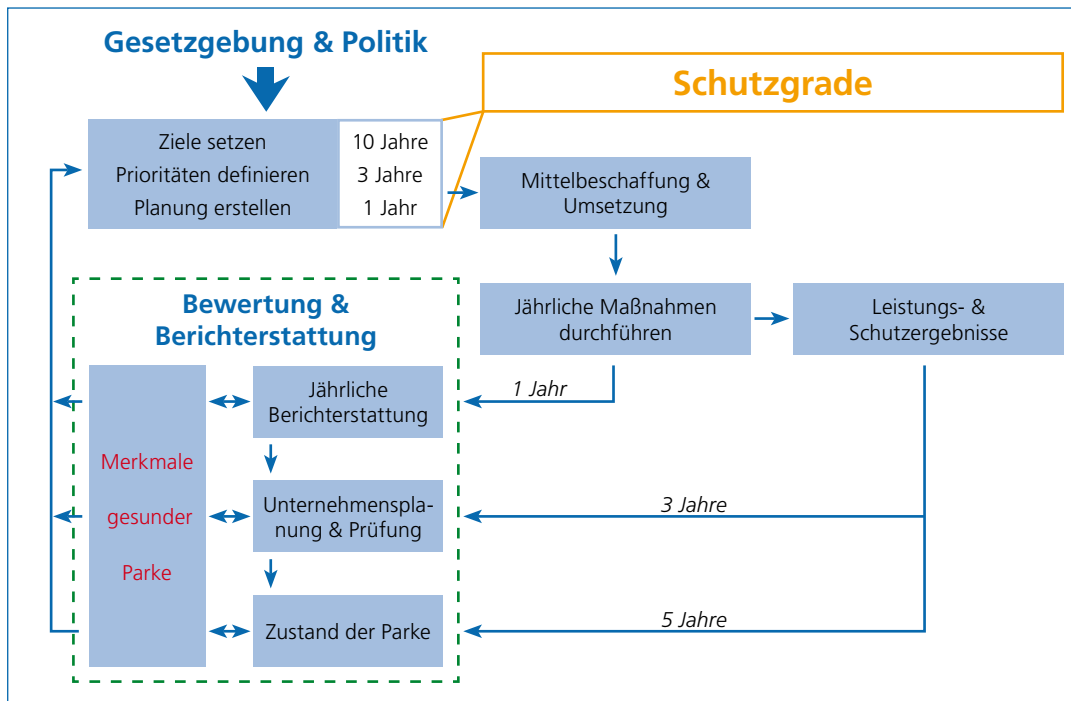 Gesetzgebung & Politik
Schutzgrade
Ziele setzen 10 Jahre
Prioritäten definieren 3 Jahre
Planung erstellen 1 Jahr
Mittelbeschaffung &
Umsetzung
Jährliche Maßnahmen
durchführen
Leistungs- &
Schutzergebnisse
Bewertung &
Berichterstattung
1 Jahr
Jährliche
Berichterstattung
Merkmale
gesunder
Parke
3 Jahre
Unternehmenspla-
nung & Prüfung
5 Jahre
Zustand der Parke